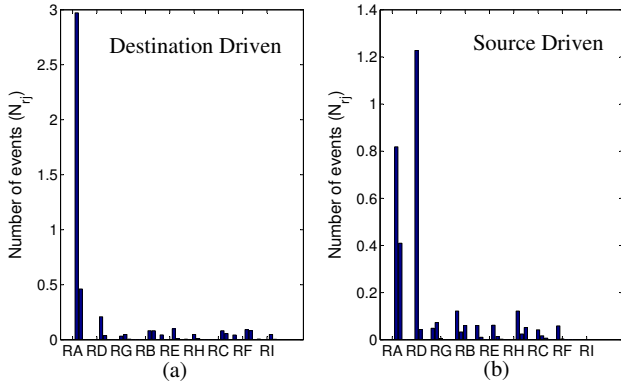 3
2.5
2
1.5
1
0.5
0
Number of events (N_rj)
Destination Driven
RA RD RG RB RE RH RC RF RI
(a)
1.4
1.2
1
0.8
0.6
0.4
0.2
0
Number of events (N_rj)
Source Driven
RA RD RG RB RE RH RC RF RI
(b)